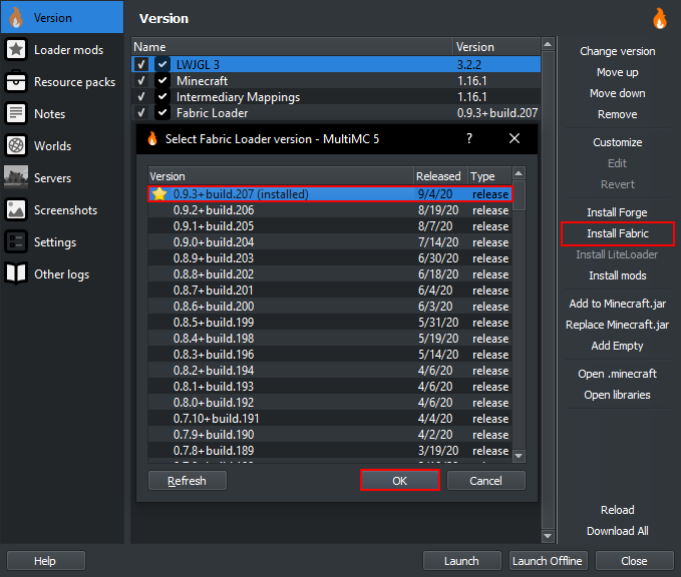 Version
Loader mods
Resource packs
Notes
Worlds
Servers
Screenshots
Settings
Other logs
Version
Name Version
LWJGL 3 3.2.2
Minecraft 1.16.1
Intermediary Mappings 1.16.1
Fabric Loader 0.9.3+build.207
Select Fabric Loader version - MultiMC 5 ?
Version Released Type
0.9.3+build.207 (installed) 9/4/20 release
0.9.2+build.206 8/19/20 release
0.9.1+build.205 8/7/20 release
0.9.0+build.204 7/14/20 release
0.8.9+build.203 6/30/20 release
0.8.8+build.202 6/18/20 release
0.8.7+build.201 6/4/20 release
0.8.6+build.200 6/3/20 release
0.8.5+build.199 5/31/20 release
0.8.4+build.198 5/19/20 release
0.8.3+build.196 5/14/20 release
0.8.2+build.194 4/6/20 release
0.8.1+build.193 4/6/20 release
0.8.0+build.192 4/6/20 release
0.7.10+build.191 4/4/20 release
0.7.9+build.190 4/2/20 release
0.7.8+build.189 3/19/20 release
Refresh OK Cancel
Change version
Move up
Move down
Remove
Customize
Edit
Revert
Install Forge
Install Fabric
Install LiteLoader
Install mods
Add to Minecraft.jar
Replace Minecraft.jar
Add Empty
Open .minecraft
Open libraries
Reload
Download All
Help Launch Launch Offline Close